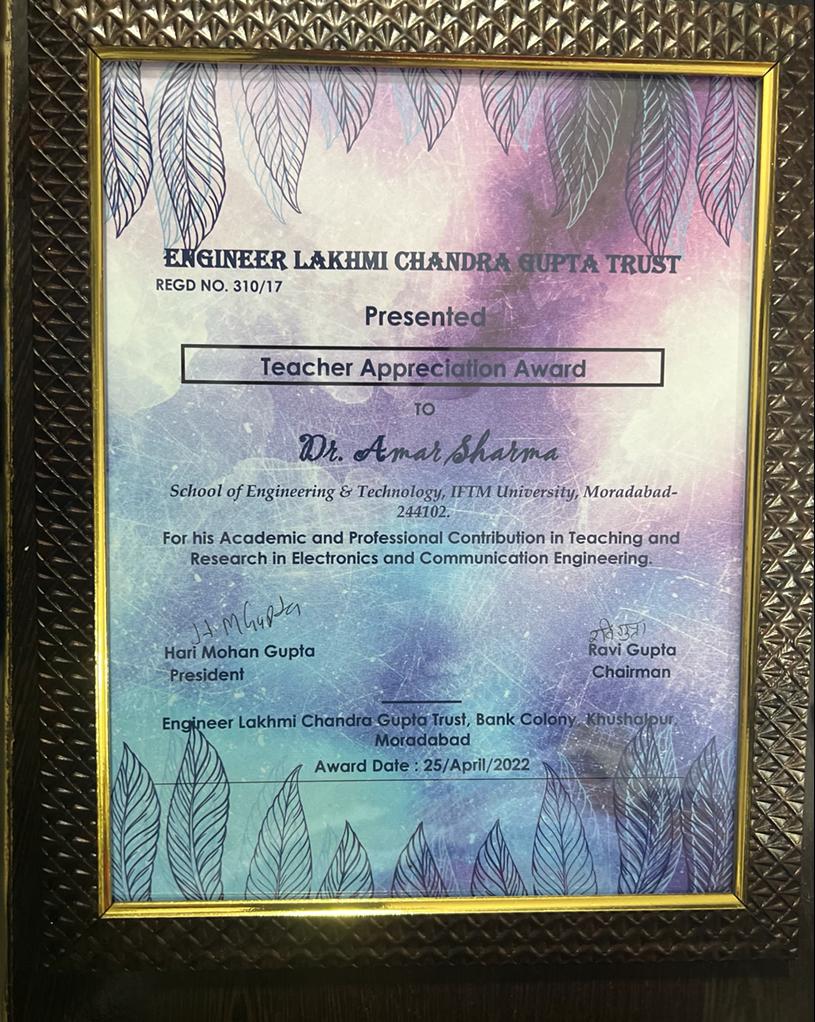 ENGINEER LAKHMI CHANDRA GUPTA TRUST
REGD NO. 310/17
Presented
Teacher Appreciation Award
TO
Dr. Amar Sharma
School of Engineering & Technology, IFTM University, Moradabad-
244102.
For his Academic and Professional Contribution in Teaching and
Research in Electronics and Communication Engineering.
H M Gupta रवि गुप्ता
Hari Mohan Gupta Ravi Gupta
President Chairman
Engineer Lakhmi Chandra Gupta Trust, Bank Colony, Khushalpur,
Moradabad
Award Date : 25/April/2022